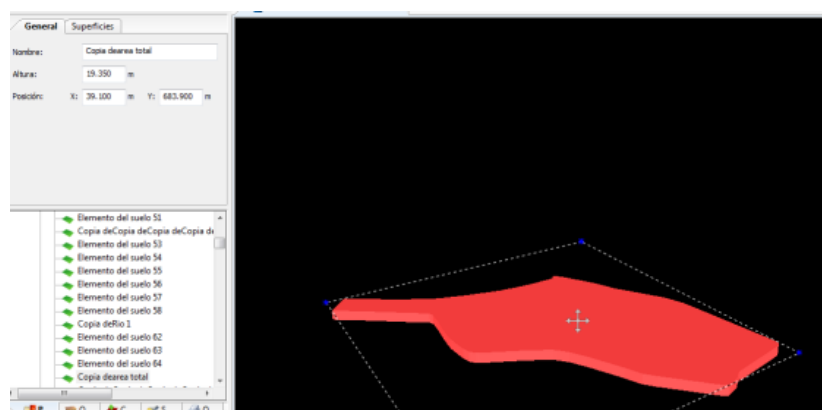 General Superficies
Nombre: Copia dearea total
Altura: 19.350 m
Posición: X: 39.100 m Y: 683.900 m
Elemento del suelo 51
Copia deCopia deCopia deCopia de
Elemento del suelo 53
Elemento del suelo 54
Elemento del suelo 55
Elemento del suelo 56
Elemento del suelo 57
Elemento del suelo 58
Copia deRio 1
Elemento del suelo 62
Elemento del suelo 63
Elemento del suelo 64
Copia dearea total